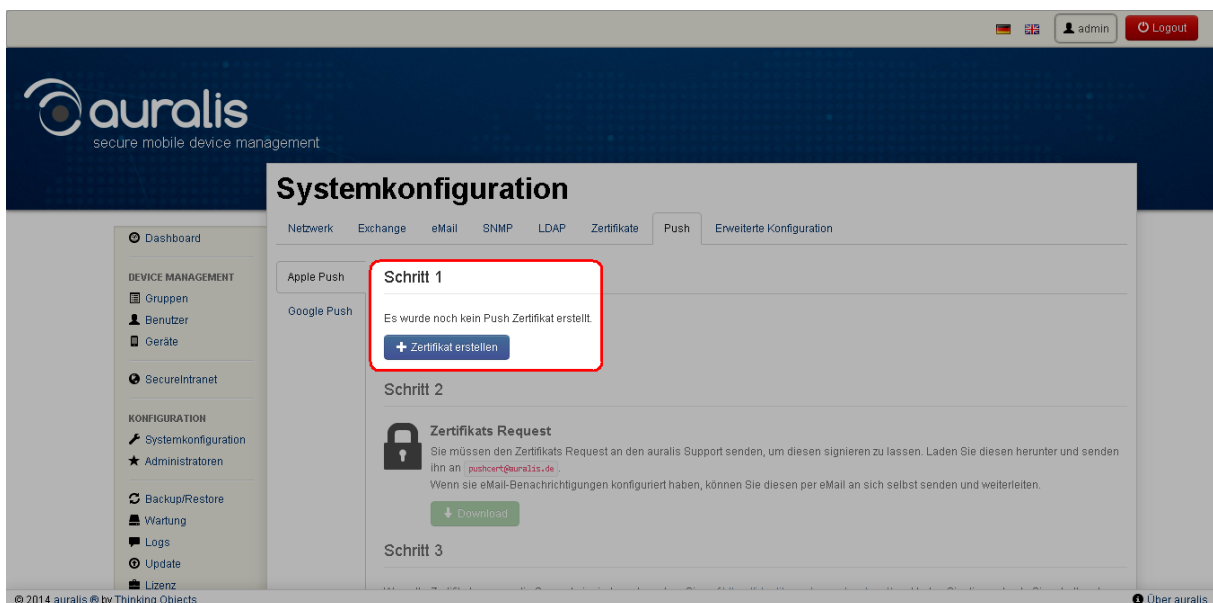 admin
Logout
auralis
secure mobile device management
Systemkonfiguration
Netzwerk Exchange eMail SNMP LDAP Zertifikate Push Erweiterte Konfiguration
Dashboard
DEVICE MANAGEMENT
Gruppen
Benutzer
Geräte
SecureIntranet
KONFIGURATION
Systemkonfiguration
Administratoren
Backup/Restore
Wartung
Logs
Update
Lizenz
Apple Push
Google Push
Schritt 1
Es wurde noch kein Push Zertifikat erstellt.
Zertifikat erstellen
Schritt 2
Zertifikats Request
Sie müssen den Zertifikats Request an den auralis Support senden, um diesen signieren zu lassen. Laden Sie diesen herunter und senden
ihn an pushcert@auralis.de .
Wenn sie eMail-Benachrichtigungen konfiguriert haben, können Sie diesen per eMail an sich selbst senden und weiterleiten.
Download
Schritt 3
© 2014 auralis ® by Thinking Objects
Über auralis